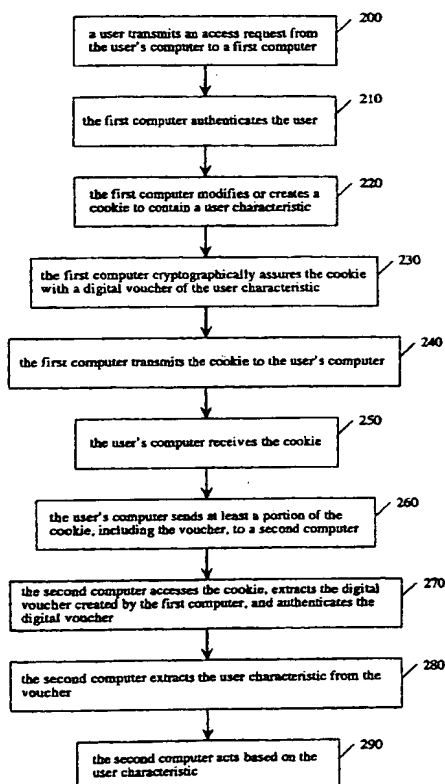 200
a user transmits an access request from
the user's computer to a first computer
210
the first computer authenticates the user
220
the first computer modifies or creates a
cookie to contain a user characteristic
230
the first computer cryptographically assures the cookie
with a digital voucher of the user characteristic
240
the first computer transmits the cookie to the user's computer
250
the user's computer receives the cookie
260
the user's computer sends at least a portion of the
cookie, including the voucher, to a second computer
270
the second computer accesses the cookie, extracts the digital
voucher created by the first computer, and authenticates the
digital voucher
280
the second computer extracts the user characteristic from the
voucher
290
the second computer acts based on the
user characteristic